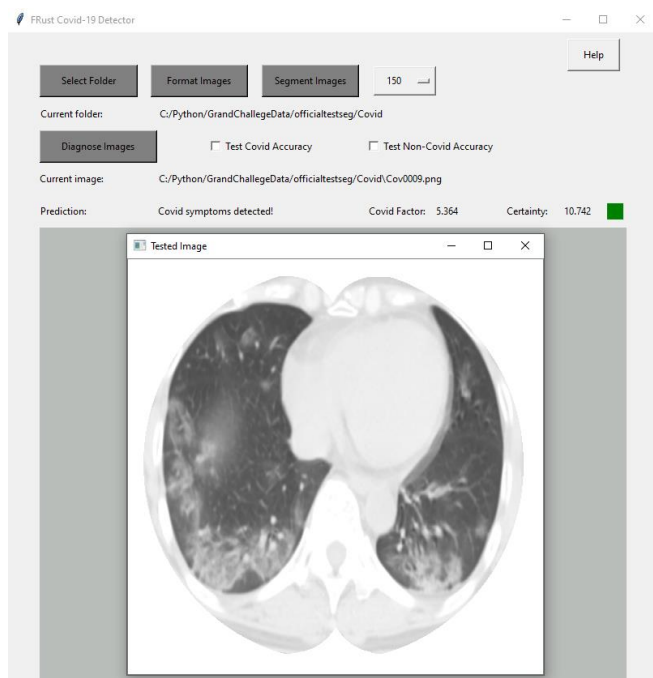 FRust Covid-19 Detector
Help
Select Folder Format Images Segment Images 150
Current folder: C:/Python/GrandChallegeData/officialtestseg/Covid
Diagnose Images Test Covid Accuracy Test Non-Covid Accuracy
Current image: C:/Python/GrandChallegeData/officialtestseg/Covid\Cov0009.png
Prediction: Covid symptoms detected! Covid Factor: 5.364 Certainty: 10.742
Tested Image